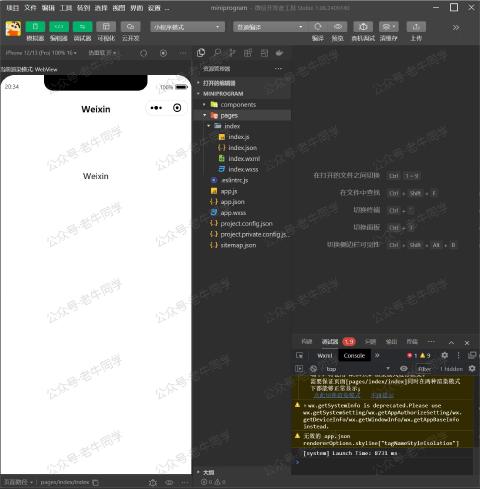 项目 文件 编辑 工具 转到 选择 视图 界面 设置 ...
miniprogram - 微信开发者工具 Stable 1.06.2409140
模拟器 编辑器 调试器 可视化 云开发
小程序模式
普通编译
编译 预览 真机调试 清缓存 上传
iPhone 12/13 (Pro) 100% 16
热重载 开
当前渲染模式: WebView
20:34
100%
Weixin
Weixin
资源管理器
打开的编辑器
MINIPROGRAM
components
pages
index
index.js
index.json
index.wxml
index.wxss
.eslintrc.js
app.js
app.json
app.wxss
project.config.json
project.private.config.js...
sitemap.json
大纲
在打开的文件之间切换 Ctrl 1 ~ 9
在文件中查找 Ctrl + Shift + F
切换终端 Ctrl +
切换面板 Ctrl +
切换侧边栏可见性 Ctrl + Shift + Alt + B
构建 调试器 1, 9 问题 输出 终端 ...
Wxml Console 1 9
top Filter 1 hidden
需要保证页面[pages/index/index]同时在两种渲染模式
下都能正常显示;
点此切换渲染模式 不再提示
wx.getSystemInfo is deprecated.Please use
wx.getSystemSetting/wx.getAppAuthorizeSetting/wx.
getDeviceInfo/wx.getWindowInfo/wx.getAppBaseInfo
instead.
无效的 app.json
rendererOptions.skyline["tagNameStyleIsolation"]
[system] Launch Time: 8731 ms
页面路径 pages/index/index
0 0
公众号·老牛同学